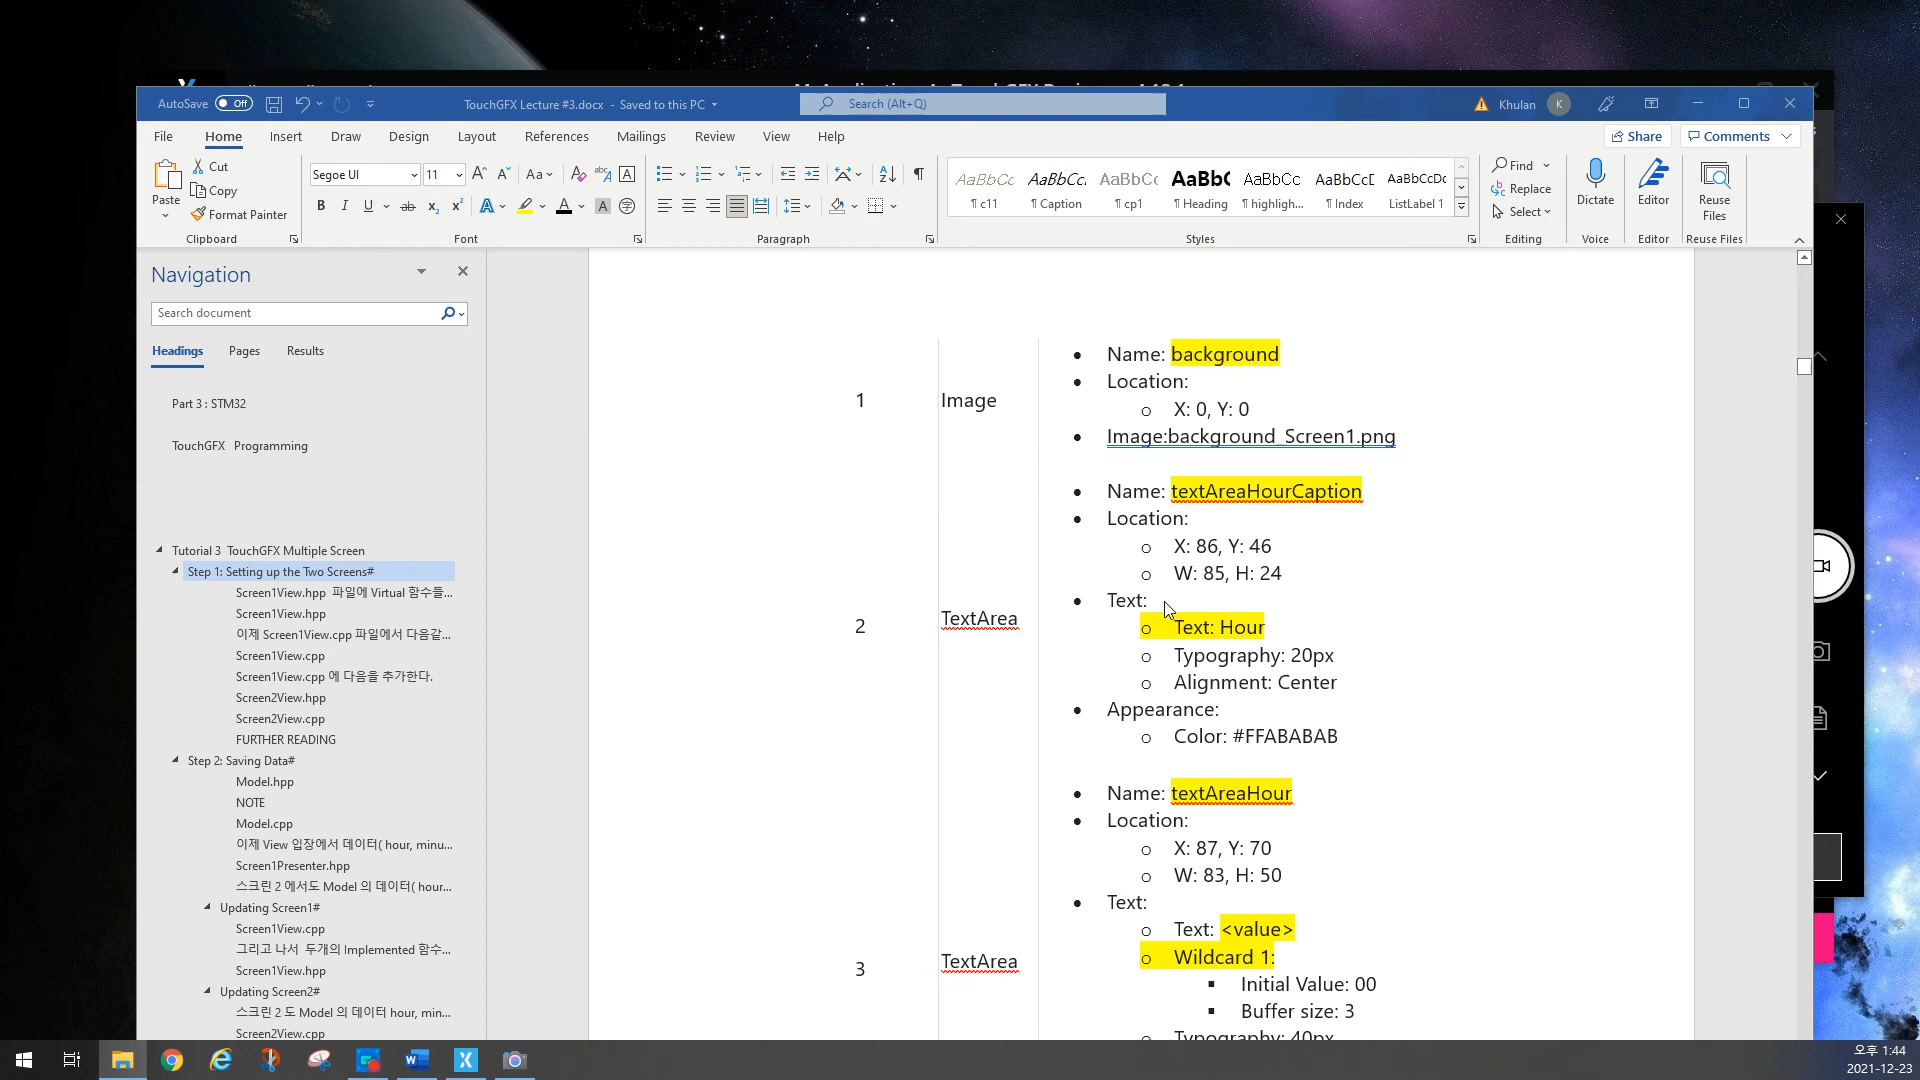 AutoSave Off TouchGFX Lecture #3.docx - Saved to this PC Search (Alt+Q) Khulan K
File Home Insert Draw Design Layout References Mailings Review View Help Share Comments
Paste Cut
Copy
Format Painter
Clipboard
Segoe UI 11
Font
Paragraph
AaBbCc AaBbCc AaBbCc AaBbC AaBbCc AaBbCcD AaBbCcDc
¶ c11 ¶ Caption ¶ cp1 ¶ Heading ¶ highligh... ¶ Index ListLabel 1
Styles
Find
Replace
Select
Editing
Dictate
Voice
Editor
Editor
Reuse
Files
Reuse Files
Navigation
Search document
Headings Pages Results
Part 3 : STM32
TouchGFX Programming
Tutorial 3 TouchGFX Multiple Screen
Step 1: Setting up the Two Screens#
Screen1View.hpp 파일에 Virtual 함수들...
Screen1View.hpp
이제 Screen1View.cpp 파일에서 다음같...
Screen1View.cpp
Screen1View.cpp 에 다음을 추가한다.
Screen2View.hpp
Screen2View.cpp
FURTHER READING
Step 2: Saving Data#
Model.hpp
NOTE
Model.cpp
이제 View 입장에서 데이터( hour, minu...
Screen1Presenter.hpp
스크린 2 에서도 Model 의 데이터( hour...
Updating Screen1#
Screen1View.cpp
그리고 나서 두개의 Implemented 함수...
Screen1View.hpp
Updating Screen2#
스크린 2 도 Model 의 데이터 hour, min...
Screen2View.cpp
1 Image
• Name: background
• Location:
o X: 0, Y: 0
• Image:background_Screen1.png
2 TextArea
• Name: textAreaHourCaption
• Location:
o X: 86, Y: 46
o W: 85, H: 24
• Text:
o Text: Hour
o Typography: 20px
o Alignment: Center
• Appearance:
o Color: #FFABABAB
3 TextArea
• Name: textAreaHour
• Location:
o X: 87, Y: 70
o W: 83, H: 50
• Text:
o Text: <value>
o Wildcard 1:
▪ Initial Value: 00
▪ Buffer size: 3
o Typography: 40px
오후 1:44
2021-12-23